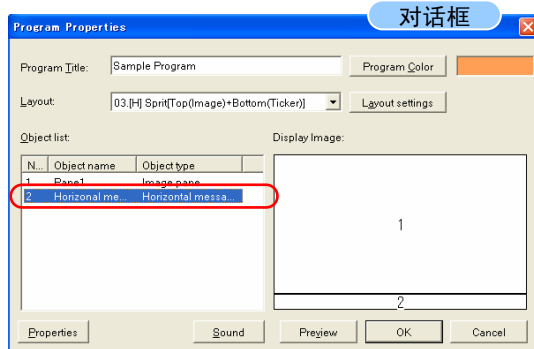 对话框
Program Properties
Program Title: Sample Program Program Color
Layout: 03.[H] Sprit[Top(Image)+Bottom(Ticker)] Layout settings
Object list: Display Image:
N... Object name Object type
1 Pane1 Image pane
2 Horizonal me... Horizontal messa...
1
2
Properties Sound Preview OK Cancel